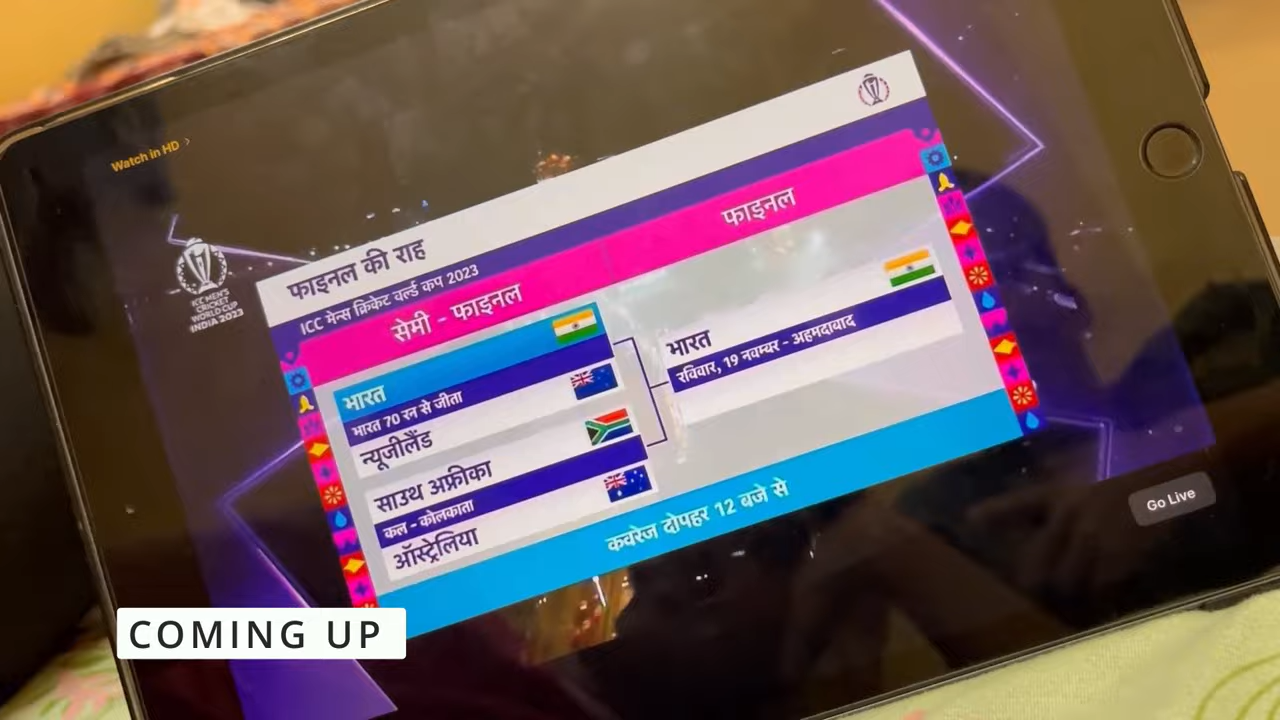 Watch in HD
ICC MEN'S
CRICKET
WORLD CUP
INDIA 2023
फाइनल की राह
ICC मेन्स क्रिकेट वर्ल्ड कप 2023
सेमी - फाइनल
फाइनल
भारत
भारत 70 रन से जीता
न्यूजीलैंड
साउथ अफ्रीका
कल - कोलकाता
ऑस्ट्रेलिया
भारत
रविवार, 19 नवम्बर - अहमदाबाद
कवरेज दोपहर 12 बजे से
Go Live
COMING UP